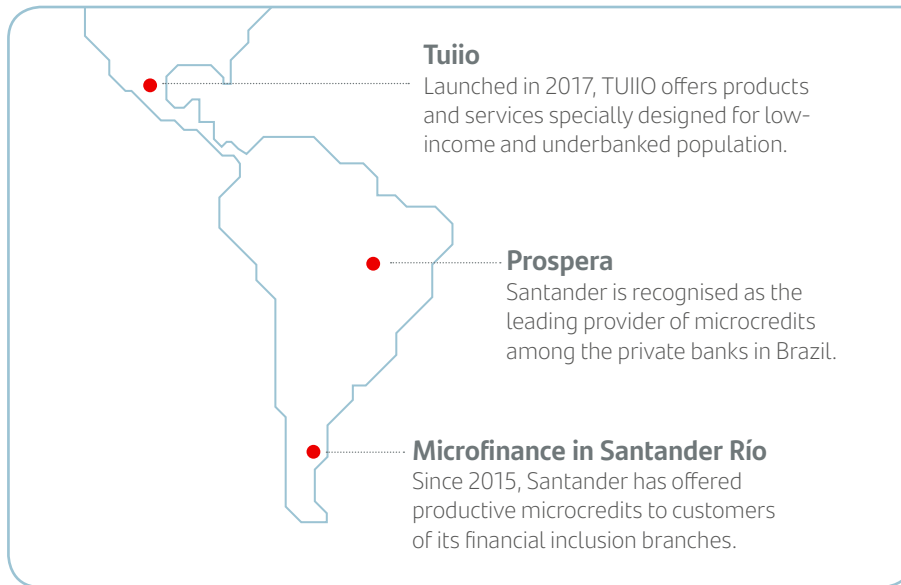 Tuiio
Launched in 2017, TUIIO offers products
and services specially designed for low-
income and underbanked population.
Prospera
Santander is recognised as the
leading provider of microcredits
among the private banks in Brazil.
Microfinance in Santander Río
Since 2015, Santander has offered
productive microcredits to customers
of its financial inclusion branches.